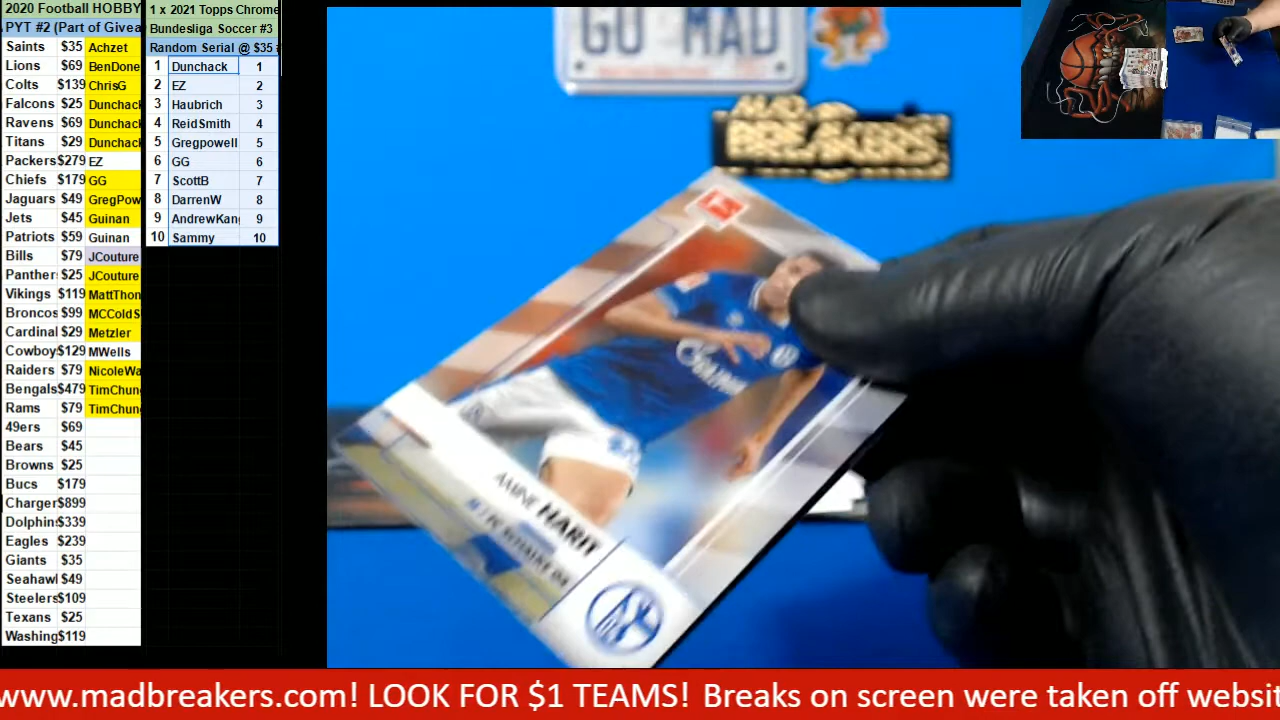 2020 Football HOBBY
PYT #2 (Part of Givea
Saints $35 Achzet
Lions $69 BenDone
Colts $139 ChrisG
Falcons $25 Dunchack
Ravens $69 Dunchack
Titans $29 Dunchack
Packers $279 EZ
Chiefs $179 GG
Jaguars $49 GregPow
Jets $45 Guinan
Patriots $59 Guinan
Bills $79 JCouture
Panther $25 JCouture
Vikings $119 MattThon
Broncos $99 MCColdS
Cardinal $29 Metzler
Cowboy $129 MWells
Raiders $79 NicoleWa
Bengals $479 TimChung
Rams $79 TimChung
49ers $69
Bears $45
Browns $25
Bucs $179
Charger $899
Dolphin $339
Eagles $239
Giants $35
Seahawl $49
Steelers $109
Texans $25
Washing $119
1 x 2021 Topps Chrome
Bundesliga Soccer #3
Random Serial @ $35 #
1 Dunchack 1
2 EZ 2
3 Haubrich 3
4 ReidSmith 4
5 Gregpowell 5
6 GG 6
7 ScottB 7
8 DarrenW 8
9 AndrewKang 9
10 Sammy 10
GO MAD
BREAKERS
AMINE HARIT
www.madbreakers.com! LOOK FOR $1 TEAMS! Breaks on screen were taken off websit